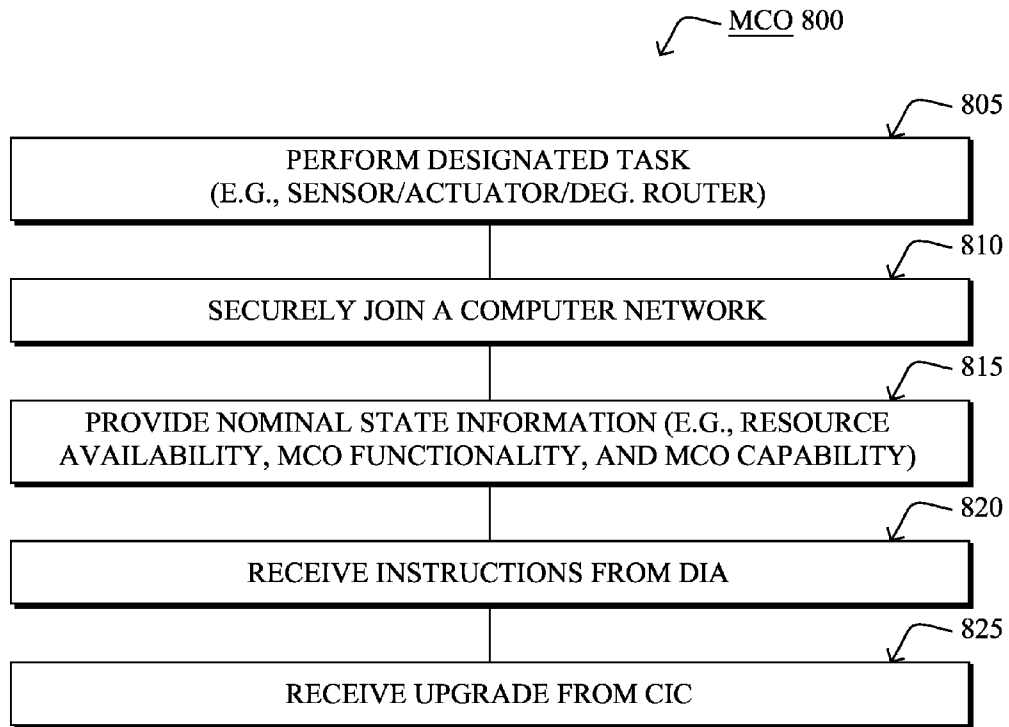 MCO 800
805
PERFORM DESIGNATED TASK
(E.G., SENSOR/ACTUATOR/DEG. ROUTER)
810
SECURELY JOIN A COMPUTER NETWORK
815
PROVIDE NOMINAL STATE INFORMATION (E.G., RESOURCE
AVAILABILITY, MCO FUNCTIONALITY, AND MCO CAPABILITY)
820
RECEIVE INSTRUCTIONS FROM DIA
825
RECEIVE UPGRADE FROM CIC